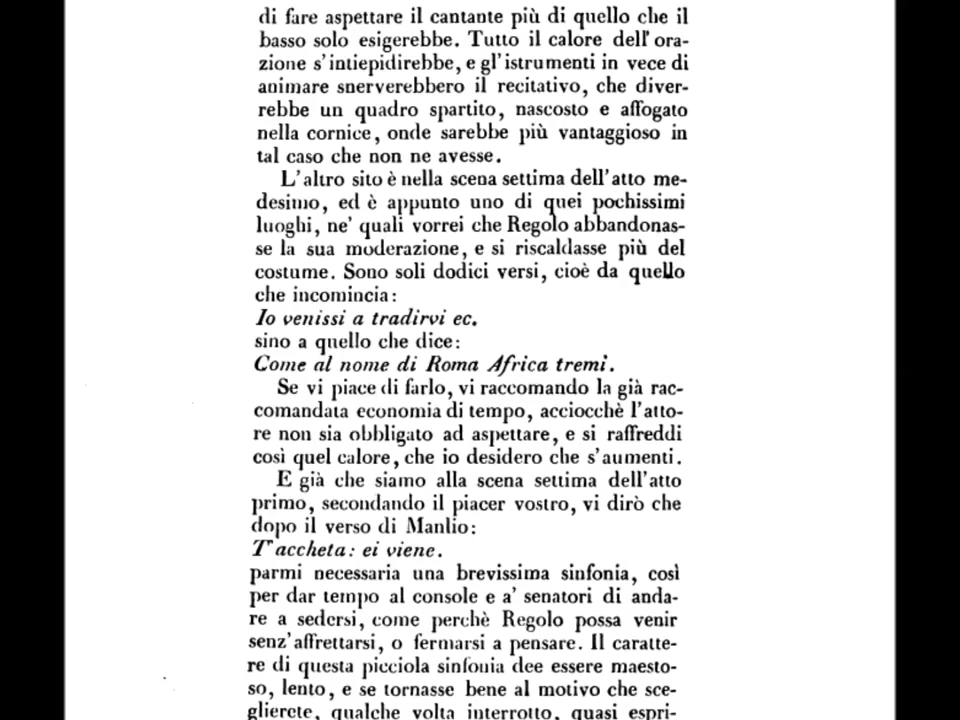 di fare aspettare il cantante più di quello che il
basso solo esigerebbe. Tutto il calore dell'ora-
zione s'intiepidirebbe, e gl'istrumenti in vece di
animare snerverebbero il recitativo, che diver-
rebbe un quadro spartito, nascosto e affogato
nella cornice, onde sarebbe più vantaggioso in
tal caso che non ne avesse.
L'altro sito è nella scena settima dell'atto me-
desimo, ed è appunto uno di quei pochissimi
luoghi, ne' quali vorrei che Regolo abbandonas-
se la sua moderazione, e si riscaldasse più del
costume. Sono soli dodici versi, cioè da quello
che incomincia:
Io venissi a tradirvi ec.
sino a quello che dice:
Come al nome di Roma Africa tremi.
Se vi piace di farlo, vi raccomando la già rac-
comandata economia di tempo, acciocchè l'atto-
re non sia obbligato ad aspettare, e si raffreddi
così quel calore, che io desidero che s'aumenti.
E già che siamo alla scena settima dell'atto
primo, secondando il piacer vostro, vi dirò che
dopo il verso di Manlio:
T'accheta: ei viene.
parmi necessaria una brevissima sinfonia, così
per dar tempo al console e a' senatori di anda-
re a sedersi, come perchè Regolo possa venir
senz'affrettarsi, o fermarsi a pensare. Il caratte-
re di questa picciola sinfonia dee essere maesto-
so, lento, e se tornasse bene al motivo che sce-
glierete, qualche volta interrotto, quasi espri-